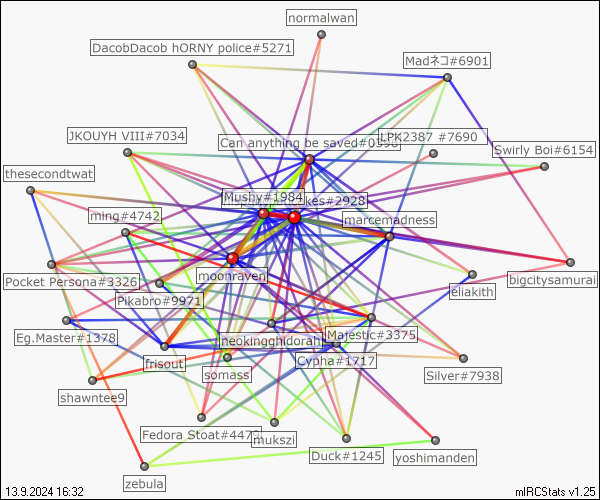 normalwan
DacobDacob hORNY police#5271
Madネコ#6901
JKOUYH VIII#7034
Can anything be saved#0398
LPK2387 #7690
Swirly Boi#6154
thesecondtwat
Mushy#1984
kes#2928
ming#4742
marcemadness
moonraven
Pocket Persona#3326
Pikabro#9971
eliakith
bigcitysamurai
Eg.Master#1378
neokingghidorah
Majestic#3375
frisout
somass
Cypha#1717
Silver#7938
shawntee9
Fedora Stoat#4479
mukszi
Duck#1245
yoshimanden
zebula
13.9.2024 16:32
mIRCStats v1.25